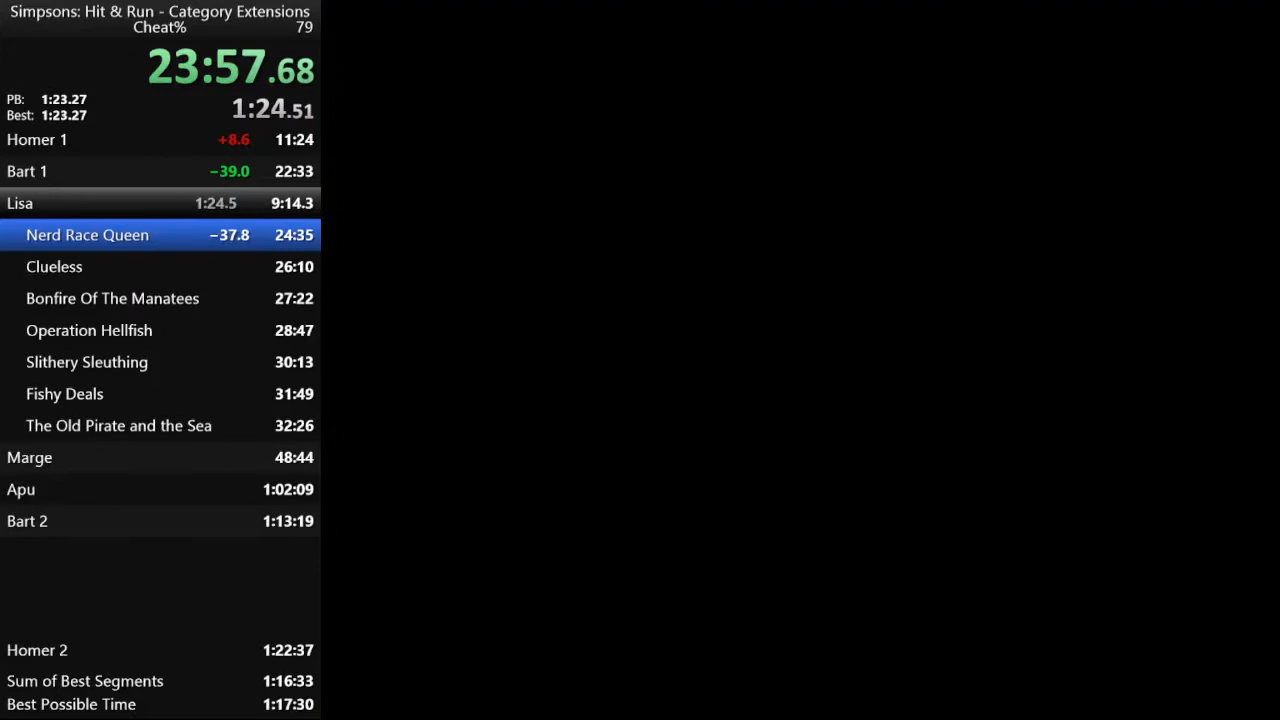 Simpsons: Hit & Run - Category Extensions
Cheat% 79
23:57.68
PB: 1:23.27
Best: 1:23.27
1:24.51
Homer 1 +8.6 11:24
Bart 1 −39.0 22:33
Lisa 1:24.5 9:14.3
Nerd Race Queen −37.8 24:35
Clueless 26:10
Bonfire Of The Manatees 27:22
Operation Hellfish 28:47
Slithery Sleuthing 30:13
Fishy Deals 31:49
The Old Pirate and the Sea 32:26
Marge 48:44
Apu 1:02:09
Bart 2 1:13:19
Homer 2 1:22:37
Sum of Best Segments 1:16:33
Best Possible Time 1:17:30